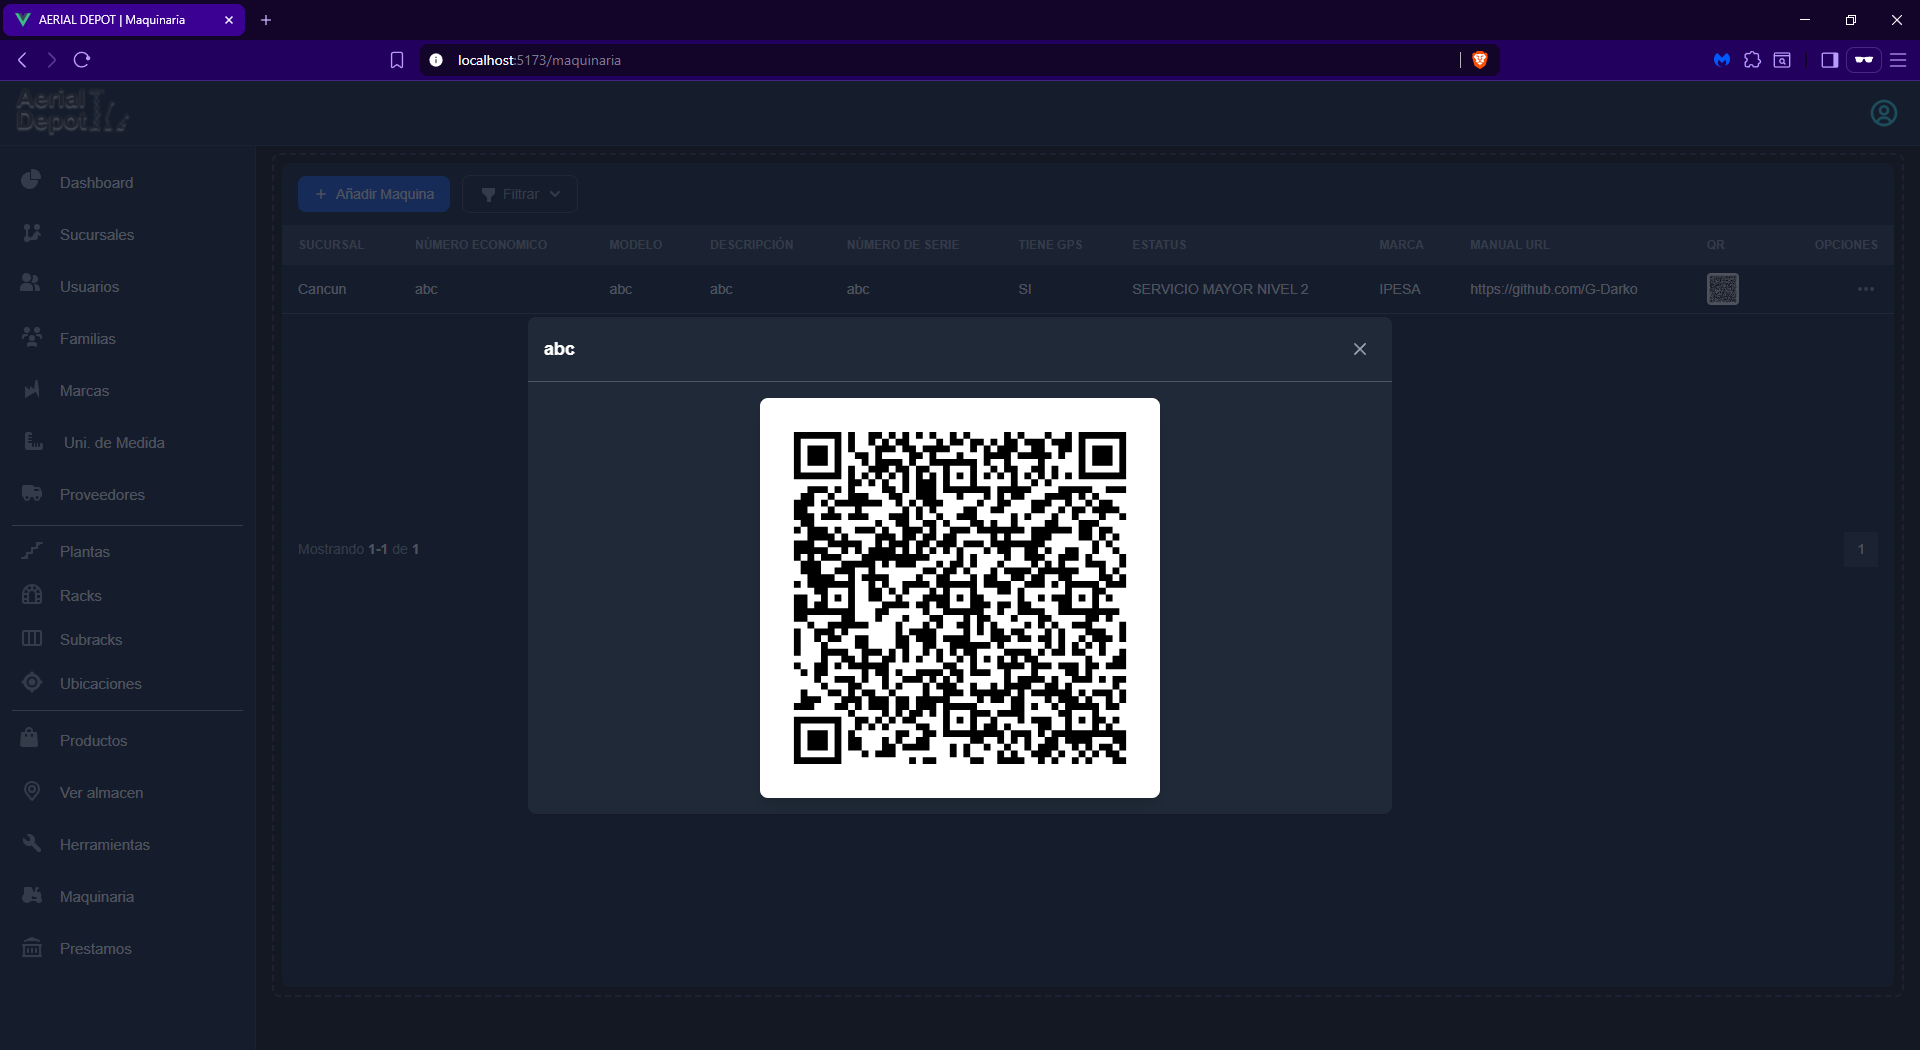 AERIAL DEPOT | Maquinaria
localhost:5173/maquinaria
Aerial
Depot
Dashboard
Sucursales
Usuarios
Familias
Marcas
Uni. de Medida
Proveedores
Plantas
Racks
Subracks
Ubicaciones
Productos
Ver almacen
Herramientas
Maquinaria
Prestamos
+ Añadir Maquina Filtrar
SUCURSAL NÚMERO ECONOMICO MODELO DESCRIPCIÓN NÚMERO DE SERIE TIENE GPS ESTATUS MARCA MANUAL URL QR OPCIONES
Cancun abc abc abc abc SI SERVICIO MAYOR NIVEL 2 IPESA https://github.com/G-Darko
abc
Mostrando 1-1 de 1
1